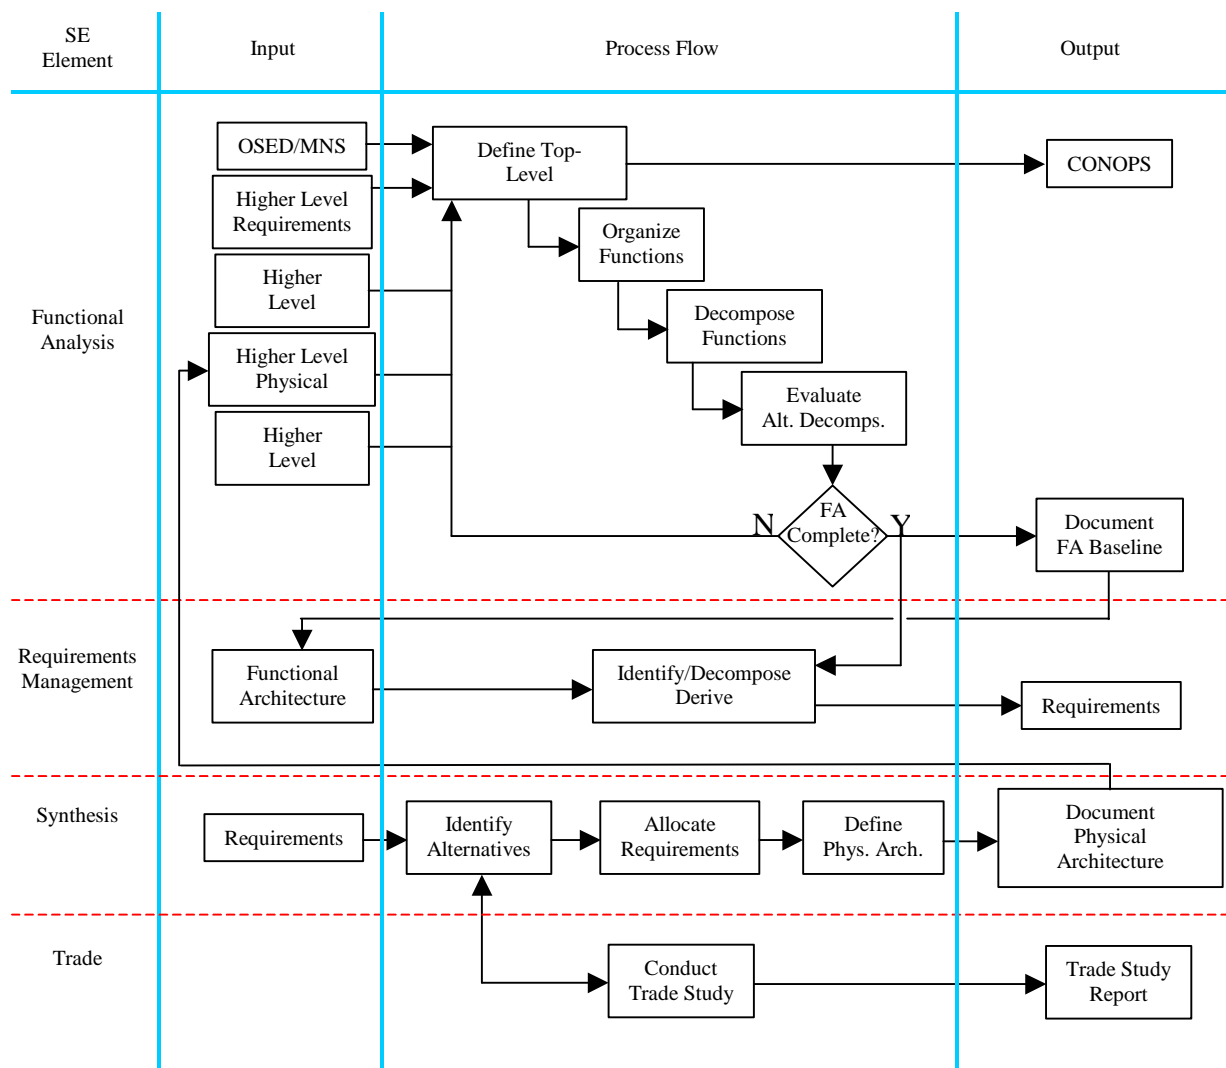 SE
Element
Input
Process Flow
Output
Functional
Analysis
OSED/MNS
Higher Level
Requirements
Higher
Level
Higher Level
Physical
Higher
Level
Define Top-
Level
Organize
Functions
Decompose
Functions
Evaluate
Alt. Decomps.
FA
Complete?
N
Y
CONOPS
Document
FA Baseline
Requirements
Management
Functional
Architecture
Identify/Decompose
Derive
Requirements
Synthesis
Requirements
Identify
Alternatives
Allocate
Requirements
Define
Phys. Arch.
Document
Physical
Architecture
Trade
Conduct
Trade Study
Trade Study
Report